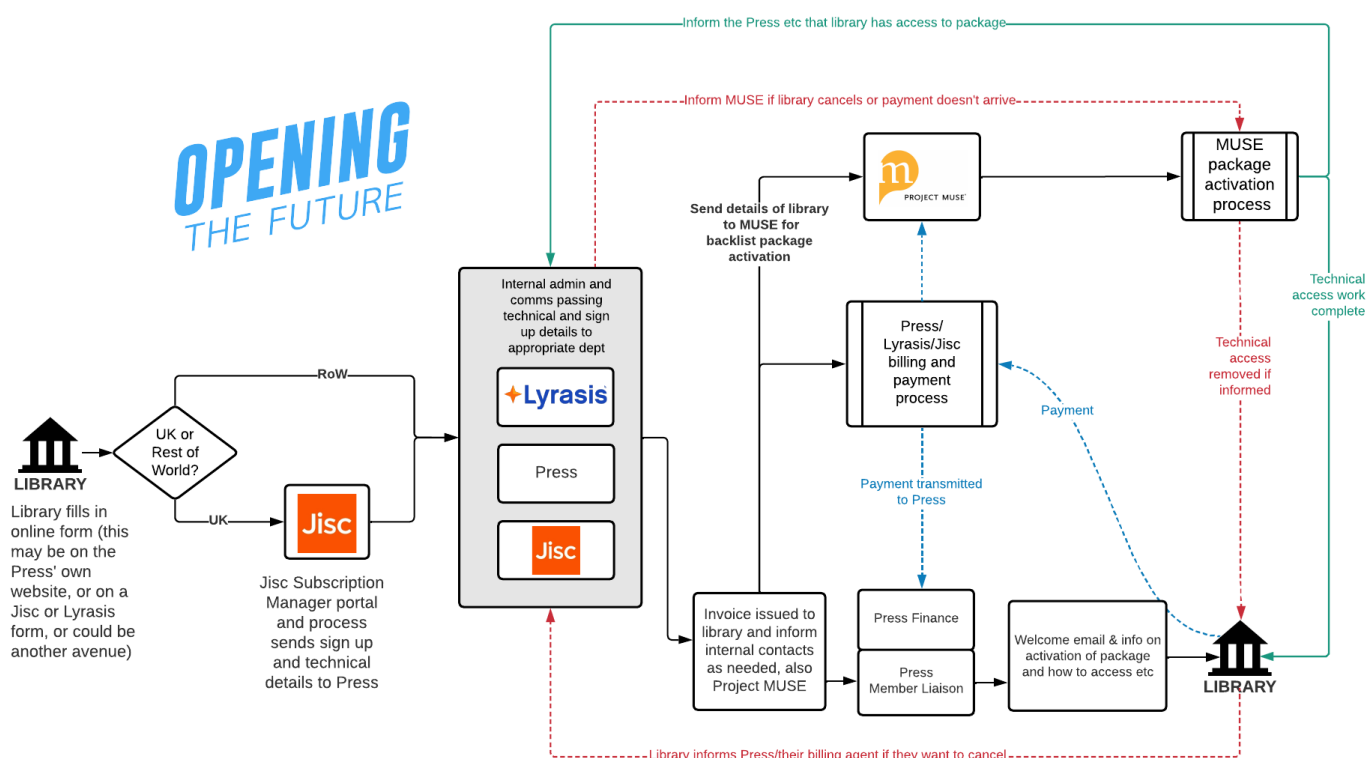 Inform the Press etc that library has access to package
Inform MUSE if library cancels or payment doesn't arrive
OPENING
THE FUTURE
m
PROJECT MUSE
MUSE
package
activation
process
Send details of library
to MUSE for
backlist package
activation
Internal admin and
comms passing
technical and sign
up details to
appropriate dept
Lyrasis
Press
Jisc
Press/
Lyrasis/Jisc
billing and
payment
process
Technical
access work
complete
Technical
access
removed if
informed
RoW
UK or
Rest of
World?
UK
LIBRARY
Library fills in
online form (this
may be on the
Press' own
website, or on a
Jisc or Lyrasis
form, or could be
another avenue)
Jisc
Jisc Subscription
Manager portal
and process
sends sign up
and technical
details to Press
Payment
Payment transmitted
to Press
Invoice issued to
library and inform
internal contacts
as needed, also
Project MUSE
Press Finance
Press
Member Liaison
Welcome email & info on
activation of package
and how to access etc
LIBRARY
Library informs Press/their billing agent if they want to cancel